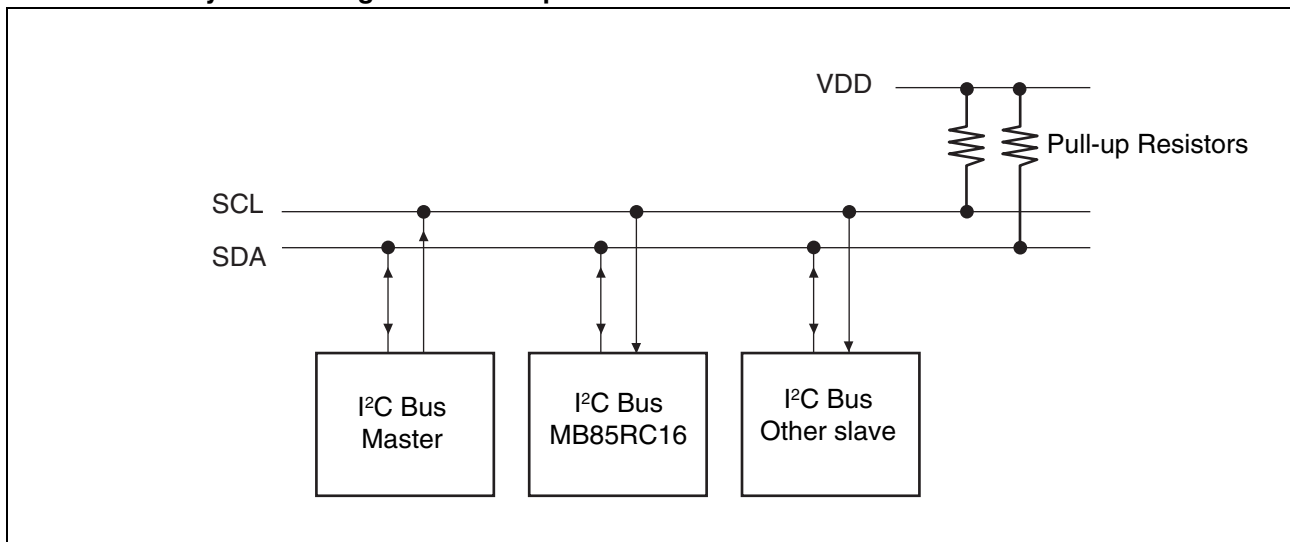 VDD
Pull-up Resistors
SCL
SDA
I²C Bus
Master
I²C Bus
MB85RC16
I²C Bus
Other slave